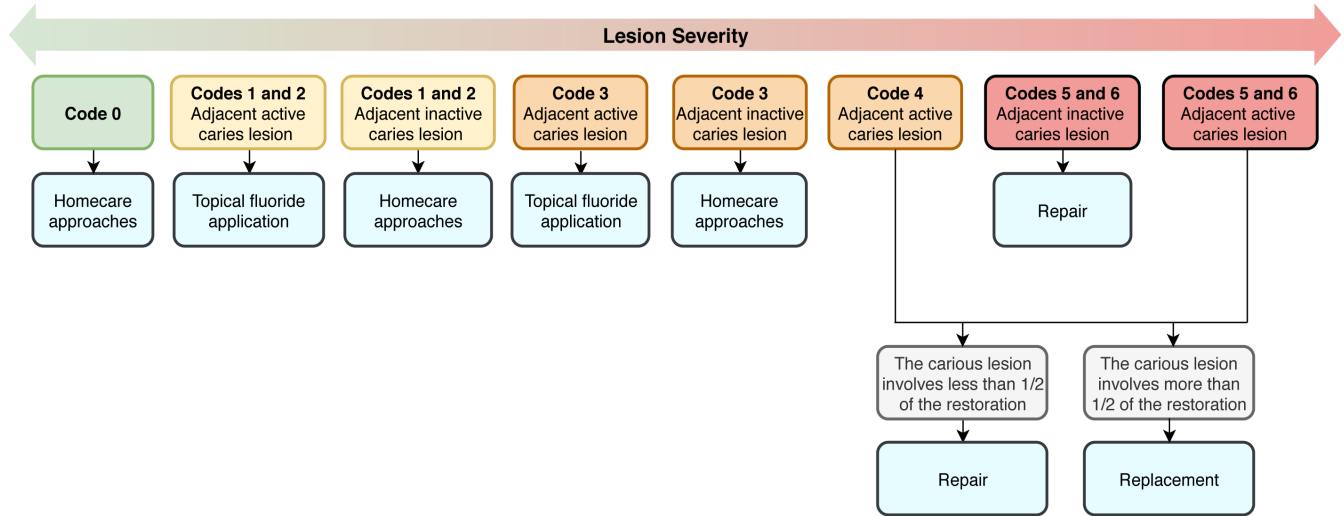 Lesion Severity
Code 0
Codes 1 and 2
Adjacent active
caries lesion
Codes 1 and 2
Adjacent inactive
caries lesion
Code 3
Adjacent active
caries lesion
Code 3
Adjacent inactive
caries lesion
Code 4
Adjacent active
caries lesion
Codes 5 and 6
Adjacent inactive
caries lesion
Codes 5 and 6
Adjacent active
caries lesion
Homecare
approaches
Topical fluoride
application
Homecare
approaches
Topical fluoride
application
Homecare
approaches
Repair
The carious lesion
involves less than 1/2
of the restoration
The carious lesion
involves more than
1/2 of the restoration
Repair
Replacement